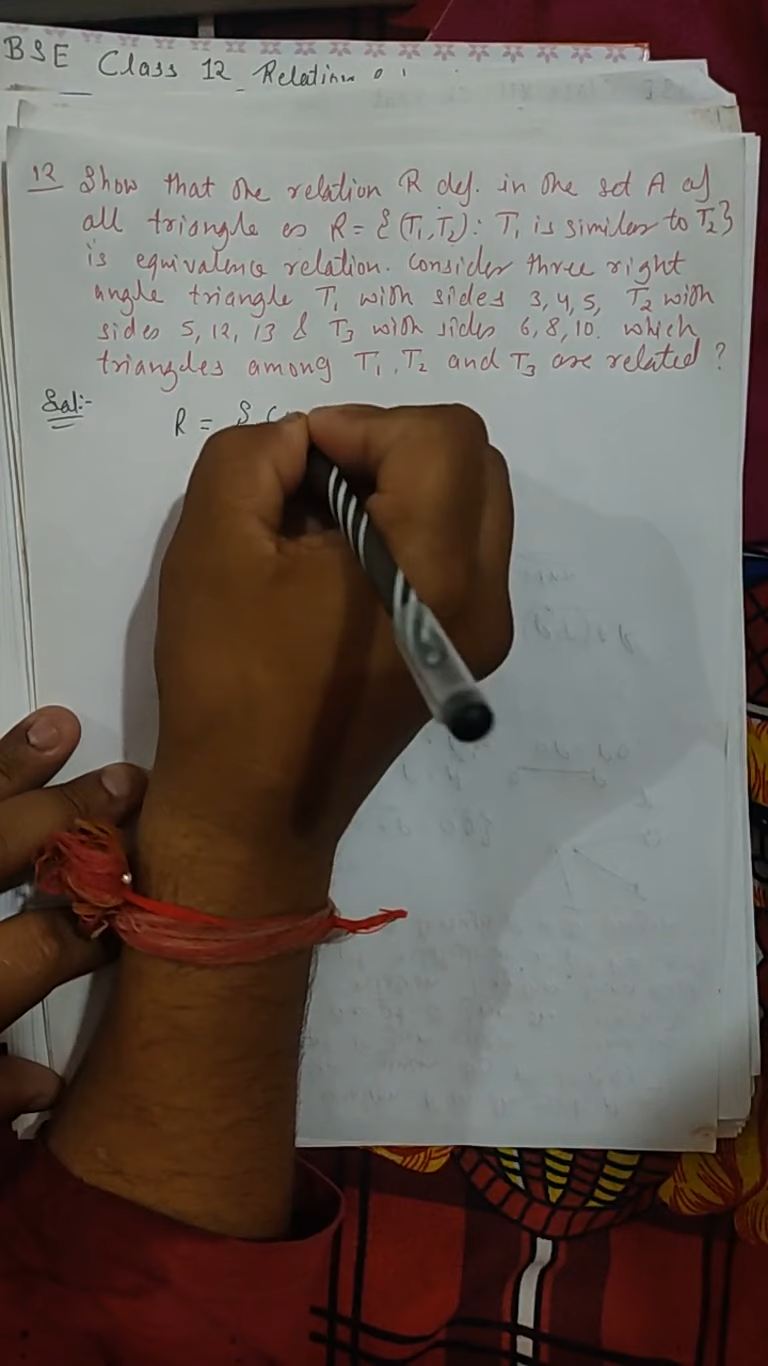 BSE Class 12 Relation
12 Show that the relation R def. in the set A of
all triangle as R = {(T₁,T₂): T₁ is similar to T₂}
is equivalence relation. Consider three right
angle triangle T₁ with sides 3, 4, 5, T₂ with
sides 5, 12, 13 & T₃ with sides 6, 8, 10. which
triangles among T₁, T₂ and T₃ are related ?
Sol:-
R = {(